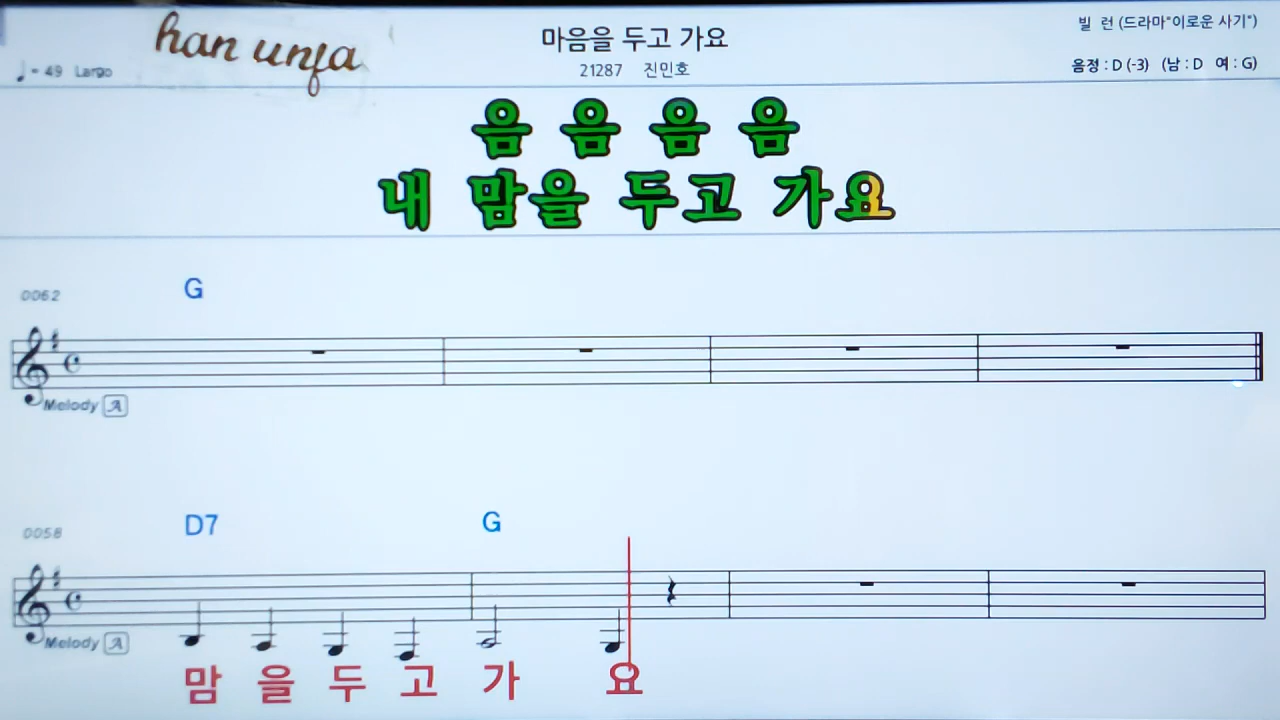 han unja
마음을 두고 가요
빌 런 (드라마"이로운 사기")
♩= 49 Largo
21287 진민호
음정 : D (-3) (남 : D 여 : G)
음 음 음 음
내 맘을 두고 가요
0062
G
Melody A
0058
D7 G
Melody A
맘 을 두 고 가 요